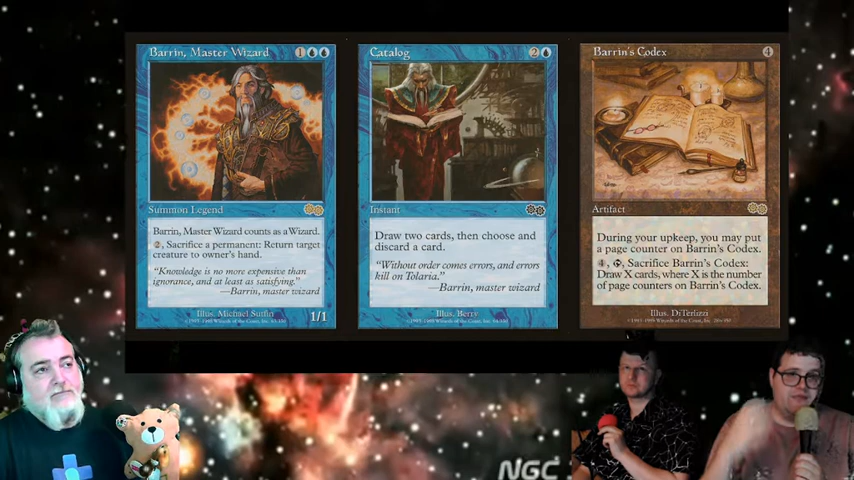 Barrin, Master Wizard 1
Summon Legend
Barrin, Master Wizard counts as a Wizard.
2, Sacrifice a permanent: Return target
creature to owner's hand.
"Knowledge is no more expensive than
ignorance, and at least as satisfying."
—Barrin, master wizard
1/1
Catalog 2
Instant
Draw two cards, then choose and
discard a card.
"Without order comes errors, and errors
kill on Tolaria."
—Barrin, master wizard
Illus. Berry
Barrin's Codex 4
Artifact
During your upkeep, you may put
a page counter on Barrin's Codex.
4, , Sacrifice Barrin's Codex:
Draw X cards, where X is the number
of page counters on Barrin's Codex.
Illus. DiTerlizzi
NGC